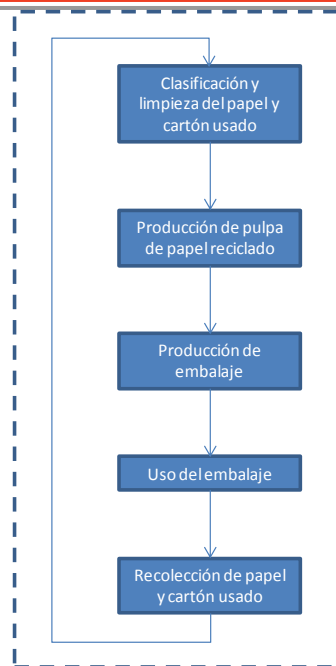 Clasificación y
limpieza del papel y
cartón usado
Producción de pulpa
de papel reciclado
Producción de
embalaje
Uso del embalaje
Recolección de papel
y cartón usado